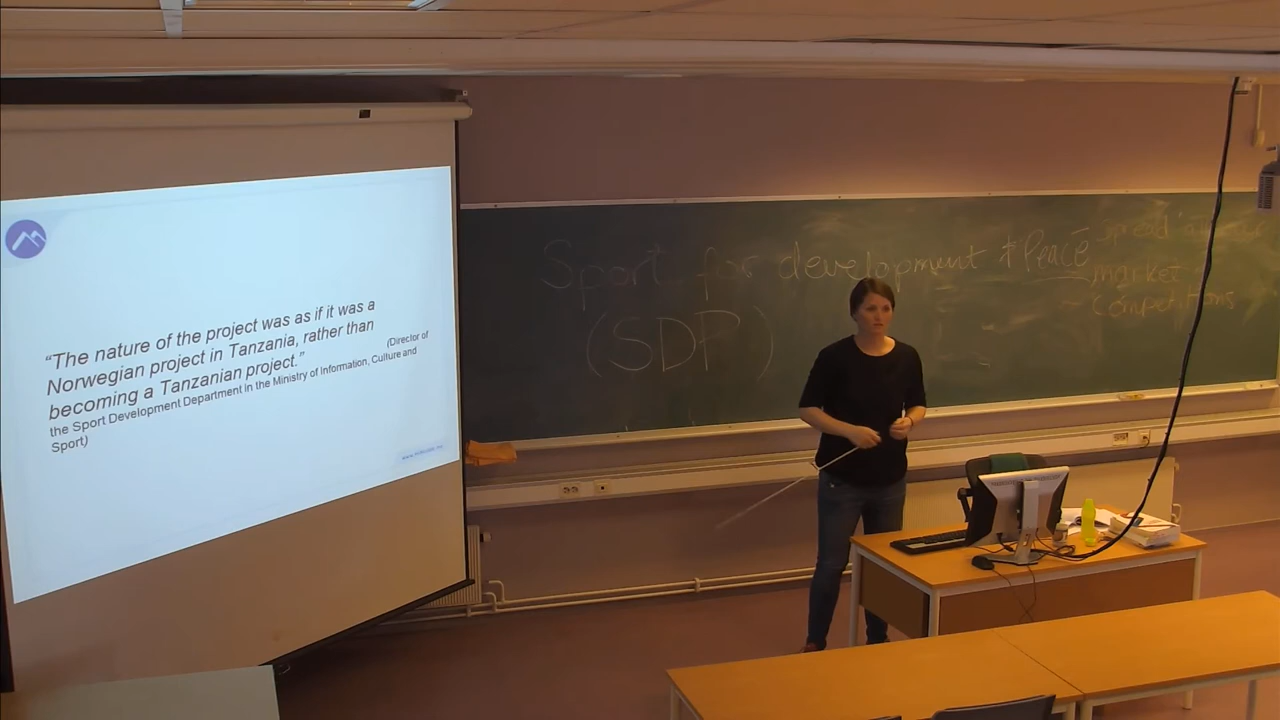 “The nature of the project was as if it was a
Norwegian project in Tanzania, rather than
becoming a Tanzanian project.” (Director of
the Sport Development Department in the Ministry of Information, Culture and
Sport)
Sport for development + Peace
(SDP)
spread
market
- Competitions